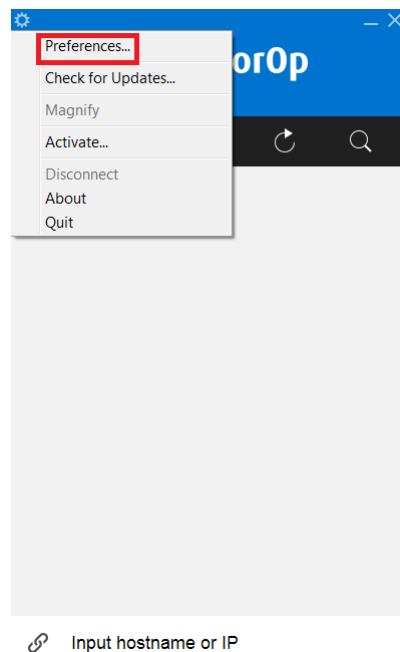 Preferences...
orOp
Check for Updates...
Magnify
Activate...
Disconnect
About
Quit
Input hostname or IP